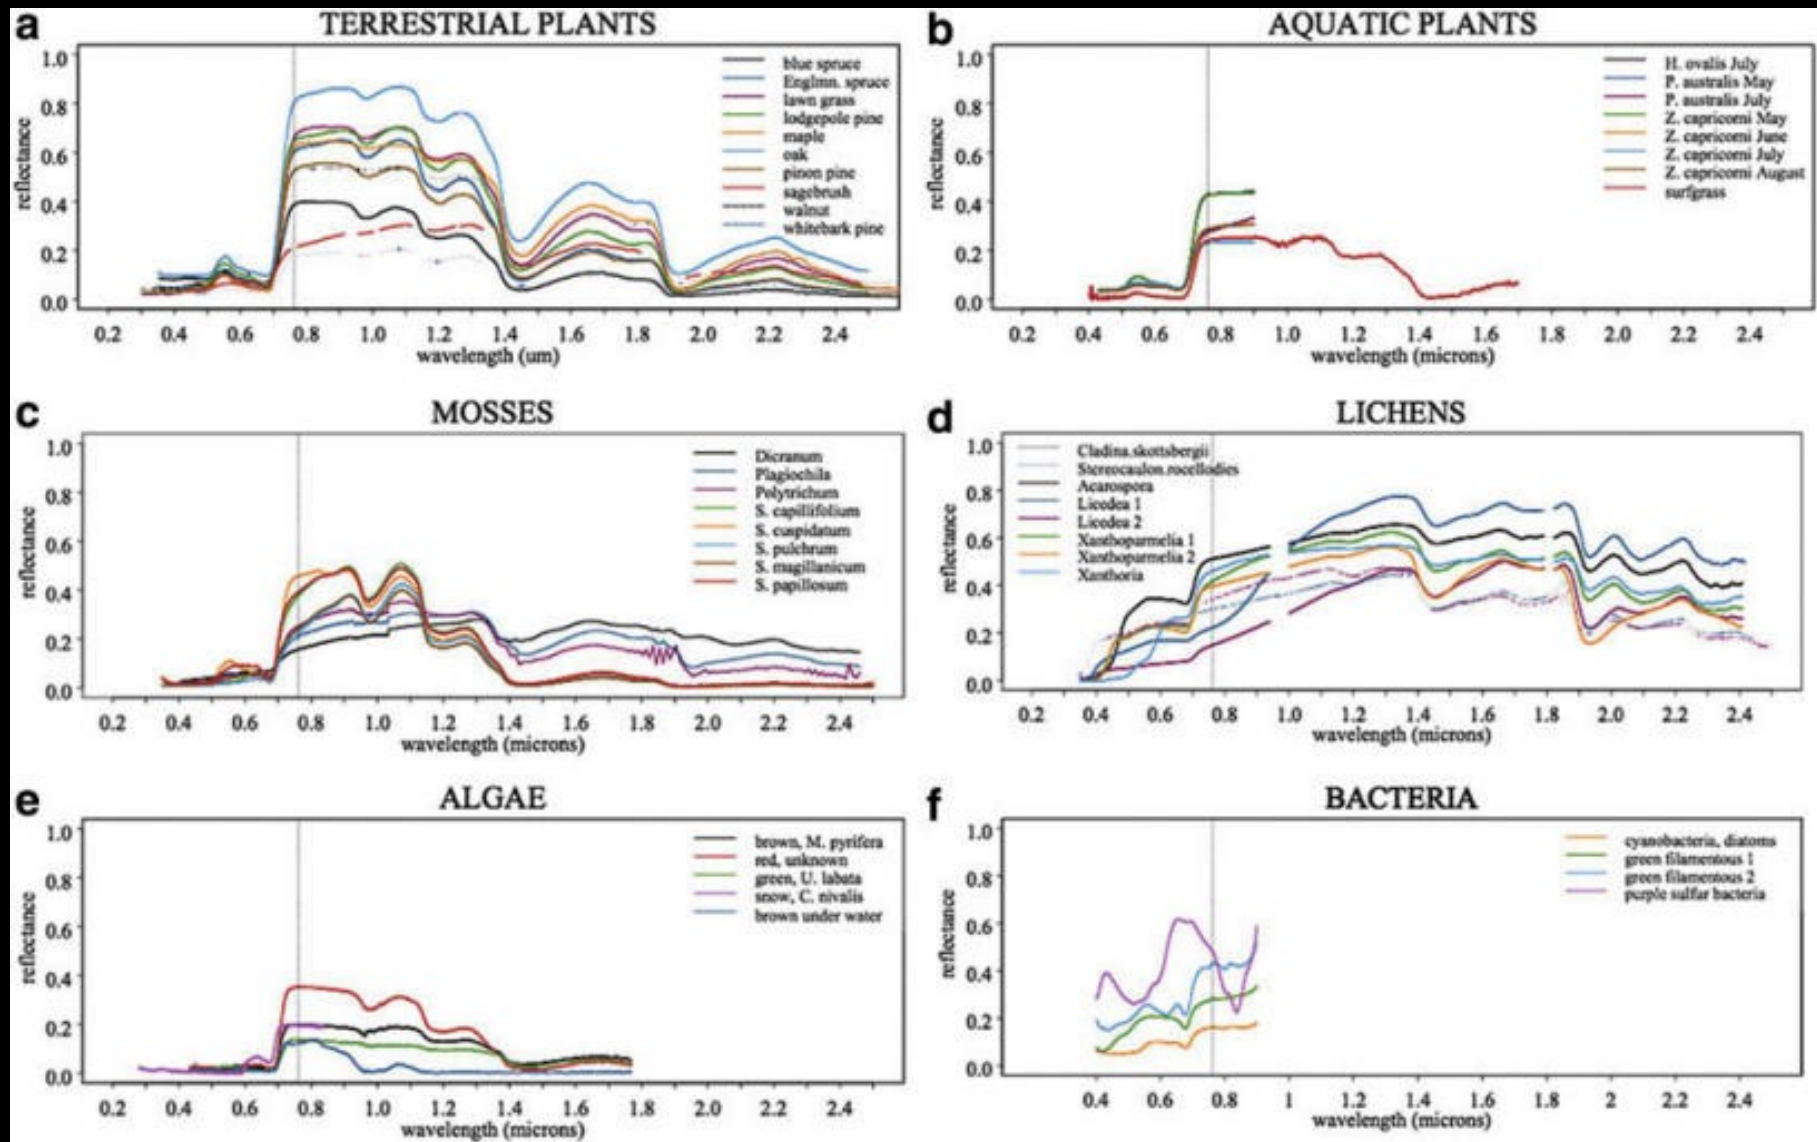 a TERRESTRIAL PLANTS
1.0
0.8
0.6
0.4
0.2
0.0
reflectance
blue spruce
Englmn. spruce
lawn grass
lodgepole pine
maple
oak
pinon pine
sagebrush
walnut
whitebark pine
0.2 0.4 0.6 0.8 1.0 1.2 1.4 1.6 1.8 2.0 2.2 2.4
wavelength (um)
b AQUATIC PLANTS
1.0
0.8
0.6
0.4
0.2
0.0
reflectance
H. ovalis July
P. australis May
P. australis July
Z. capricorni May
Z. capricorni June
Z. capricorni July
Z. capricorni August
surfgrass
0.2 0.4 0.6 0.8 1.0 1.2 1.4 1.6 1.8 2.0 2.2 2.4
wavelength (microns)
c MOSSES
1.0
0.8
0.6
0.4
0.2
0.0
reflectance
Dicranum
Plagiochila
Polytrichum
S. capillifolium
S. cuspidatum
S. pulchrum
S. magillanicum
S. papillosum
0.2 0.4 0.6 0.8 1.0 1.2 1.4 1.6 1.8 2.0 2.2 2.4
wavelength (microns)
d LICHENS
1.0
0.8
0.6
0.4
0.2
0.0
reflectance
Cladina.skottsbergii
Stereocaulon.rocellodies
Acarospora
Licedea 1
Licedea 2
Xanthoparmelia 1
Xanthoparmelia 2
Xanthoria
0.2 0.4 0.6 0.8 1.0 1.2 1.4 1.6 1.8 2.0 2.2 2.4
wavelength (microns)
e ALGAE
1.0
0.8
0.6
0.4
0.2
0.0
reflectance
brown, M. pyrifera
red, unknown
green, U. labata
snow, C. nivalis
brown under water
0.2 0.4 0.6 0.8 1.0 1.2 1.4 1.6 1.8 2.0 2.2 2.4
wavelength (microns)
f BACTERIA
1.0
0.8
0.6
0.4
0.2
0.0
reflectance
cyanobacteria, diatoms
green filamentous 1
green filamentous 2
purple sulfur bacteria
0.4 0.6 0.8 1 1.2 1.4 1.6 1.8 2 2.2 2.4
wavelength (microns)